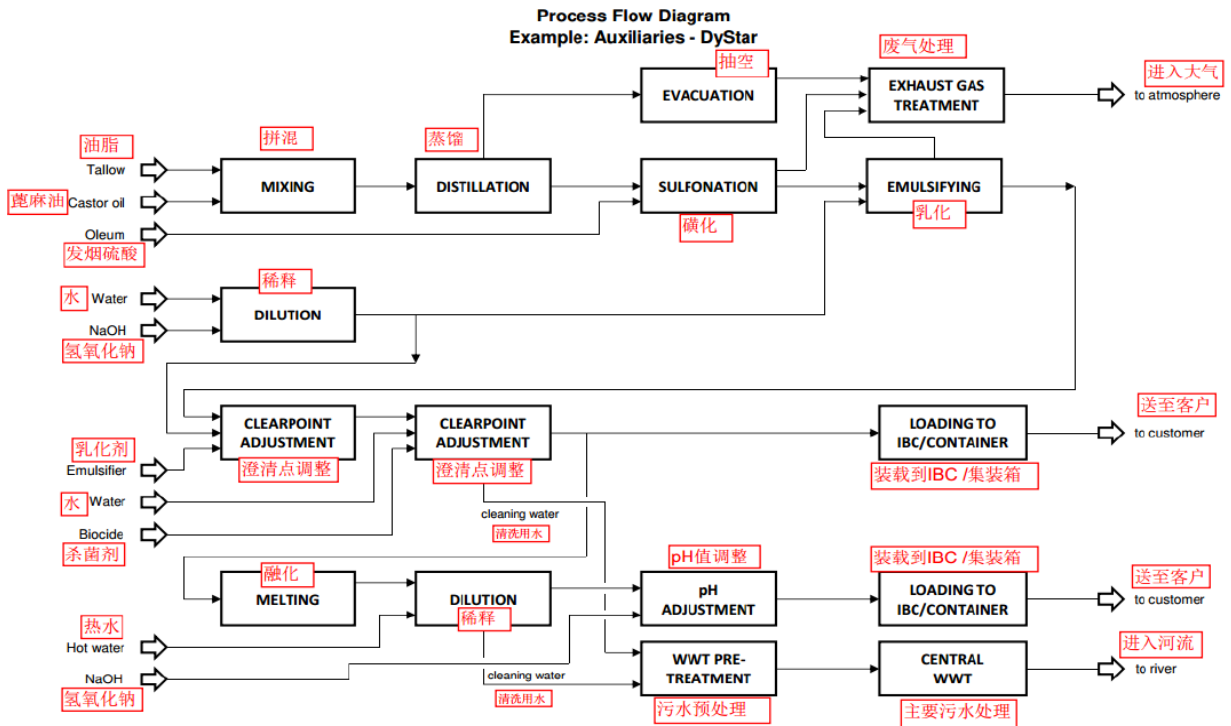 Process Flow Diagram
Example: Auxiliaries - DyStar
抽空
EVACUATION
废气处理
EXHAUST GAS
TREATMENT
进入大气
to atmosphere
油脂
Tallow
蓖麻油
Castor oil
Oleum
发烟硫酸
拼混
MIXING
蒸馏
DISTILLATION
SULFONATION
磺化
EMULSIFYING
乳化
水
Water
NaOH
氢氧化钠
稀释
DILUTION
CLEARPOINT
ADJUSTMENT
澄清点调整
CLEARPOINT
ADJUSTMENT
澄清点调整
LOADING TO
IBC/CONTAINER
装载到IBC /集装箱
送至客户
to customer
乳化剂
Emulsifier
水
Water
Biocide
杀菌剂
cleaning water
清洗用水
融化
MELTING
DILUTION
稀释
pH值调整
pH
ADJUSTMENT
装载到IBC /集装箱
LOADING TO
IBC/CONTAINER
送至客户
to customer
热水
Hot water
NaOH
氢氧化钠
cleaning water
清洗用水
WWT PRE-
TREATMENT
污水预处理
CENTRAL
WWT
主要污水处理
进入河流
to river